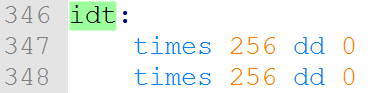 346 idt:
347     times 256 dd 0
348     times 256 dd 0